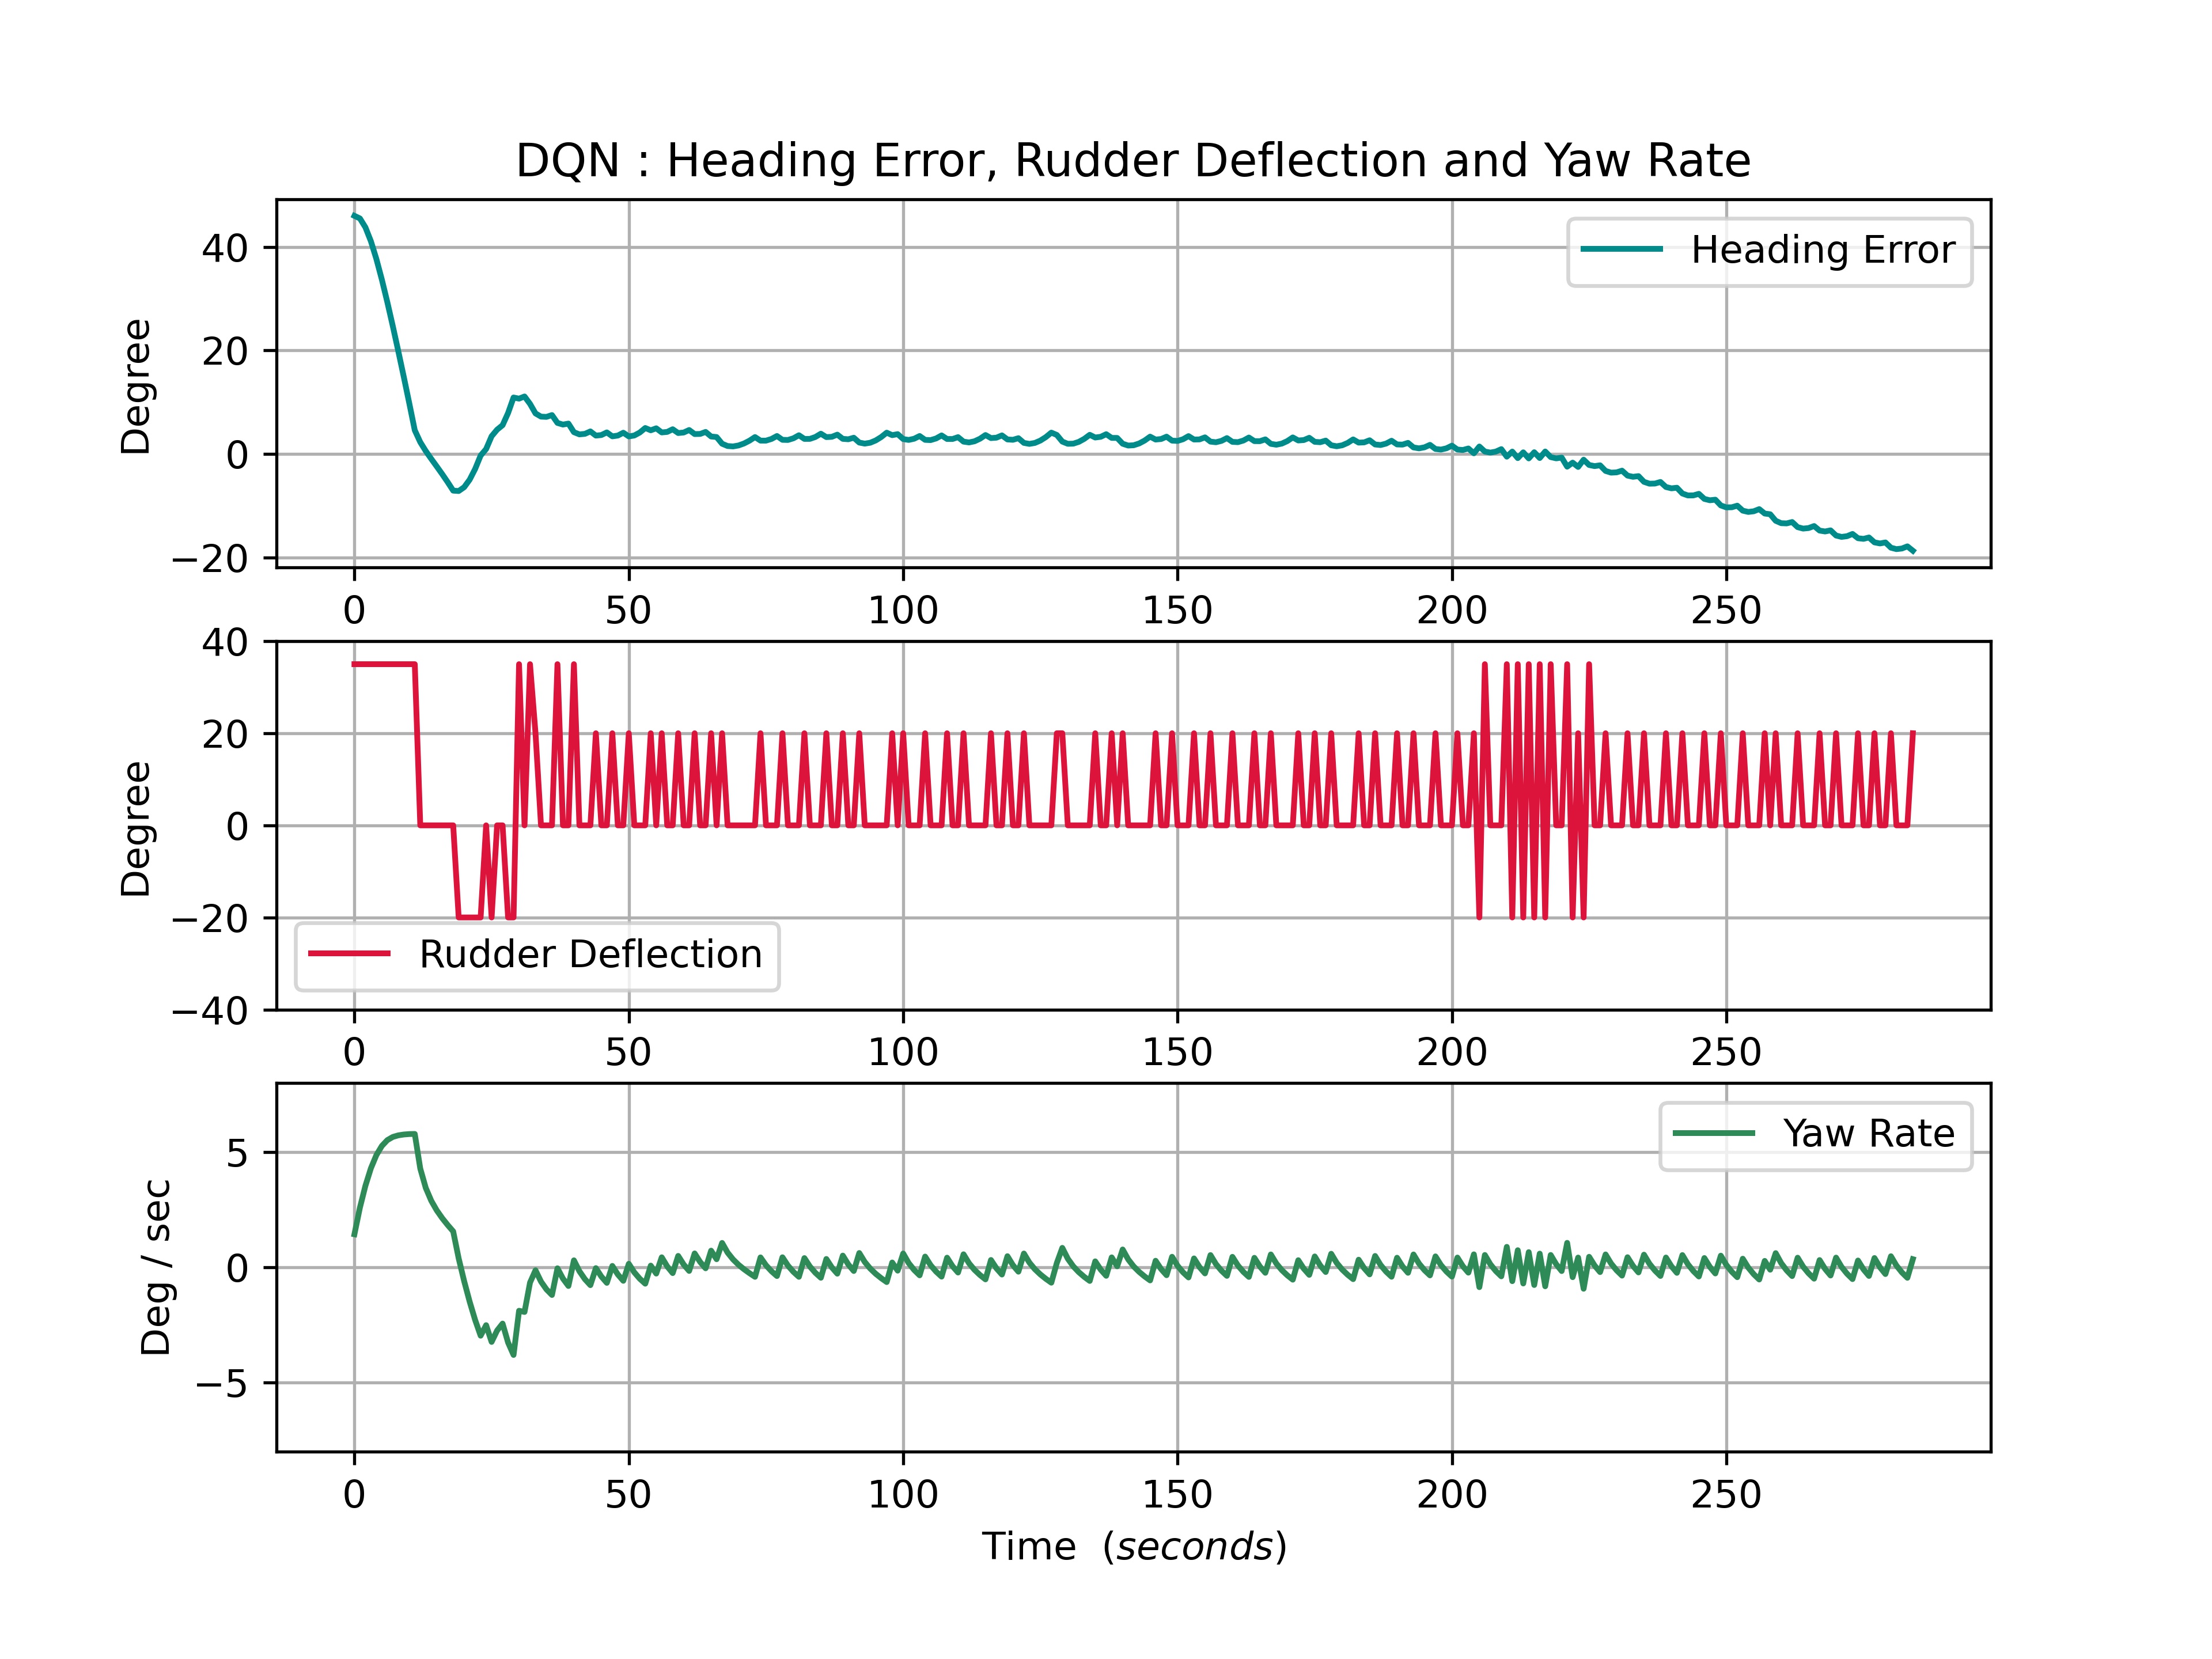 DQN : Heading Error, Rudder Deflection and Yaw Rate
Degree
40
20
0
−20
Heading Error
0 50 100 150 200 250
Degree
40
20
0
−20
−40
Rudder Deflection
0 50 100 150 200 250
Deg / sec
5
0
−5
Yaw Rate
0 50 100 150 200 250
Time (seconds)